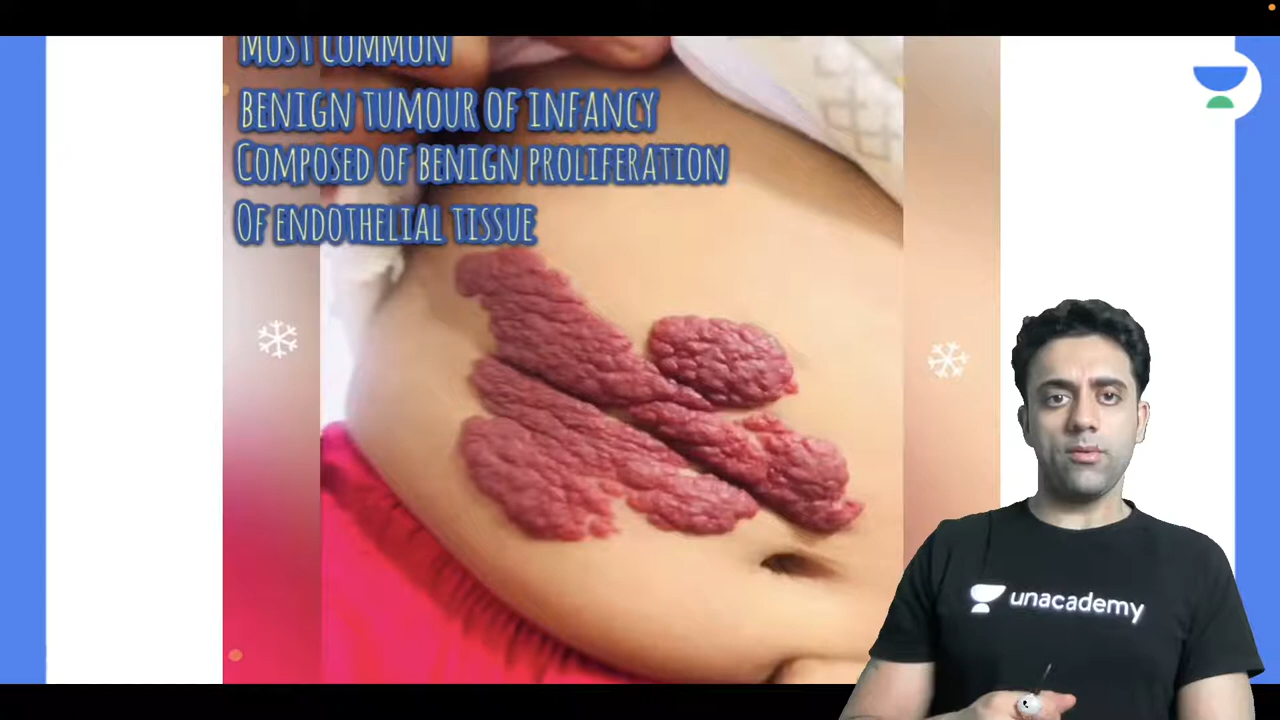 MOST COMMON
BENIGN TUMOUR OF INFANCY
COMPOSED OF BENIGN PROLIFERATION
OF ENDOTHELIAL TISSUE
unacademy